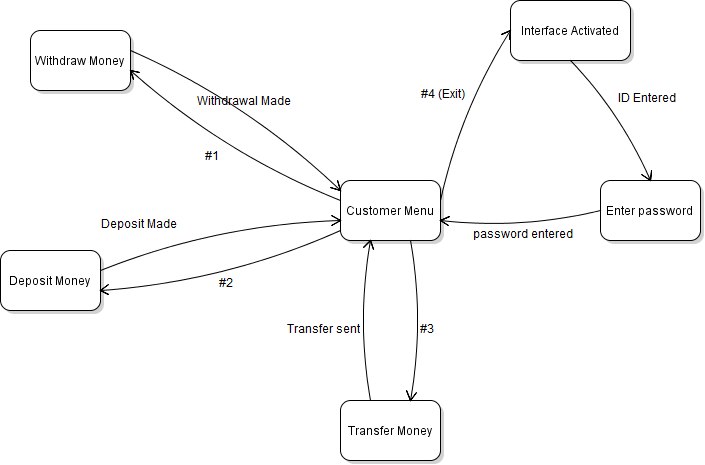 Interface Activated
Withdraw Money
#4 (Exit)
ID Entered
Withdrawal Made
#1
Customer Menu
Enter password
Deposit Made
password entered
Deposit Money
#2
Transfer sent
#3
Transfer Money